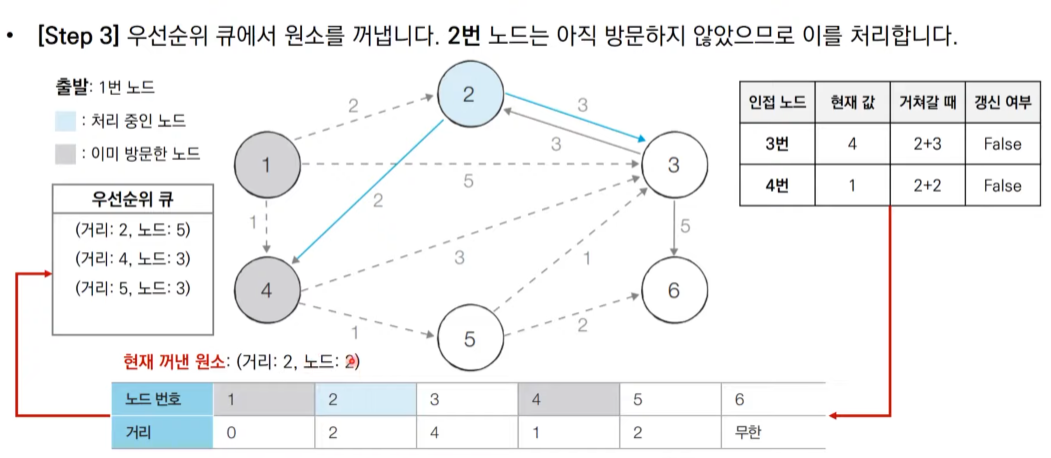 • [Step 3] 우선순위 큐에서 원소를 꺼냅니다. 2번 노드는 아직 방문하지 않았으므로 이를 처리합니다.
출발: 1번 노드
: 처리 중인 노드
: 이미 방문한 노드
우선순위 큐
(거리: 2, 노드: 5)
(거리: 4, 노드: 3)
(거리: 5, 노드: 3)
1
2
3
4
5
6
2
3
3
5
2
1
3
1
1
2
5
인접 노드 현재 값 거쳐갈 때 갱신 여부
3번 4 2+3 False
4번 1 2+2 False
현재 꺼낸 원소: (거리: 2, 노드: 2)
노드 번호 1 2 3 4 5 6
거리 0 2 4 1 2 무한